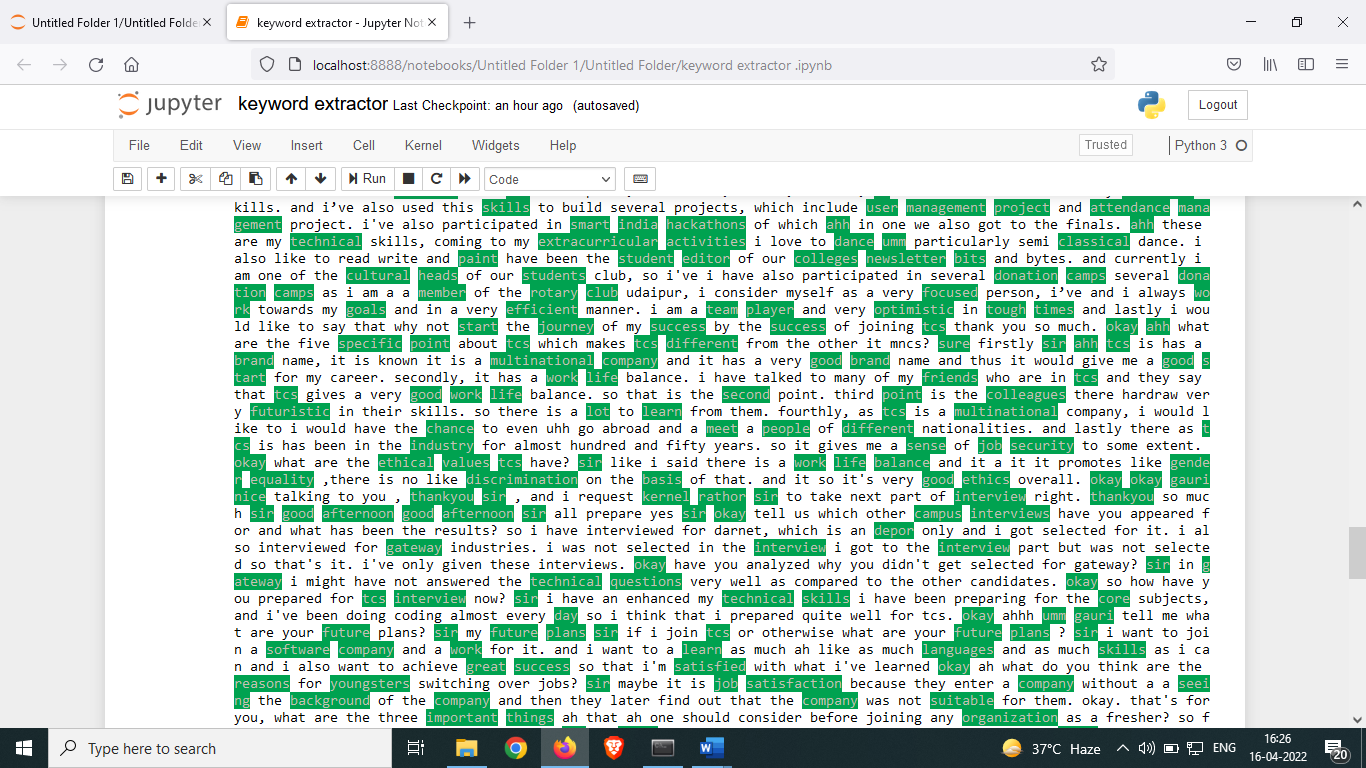 Untitled Folder 1/Untitled Folde
keyword extractor - Jupyter Not
localhost:8888/notebooks/Untitled Folder 1/Untitled Folder/keyword extractor .ipynb
jupyter keyword extractor Last Checkpoint: an hour ago (autosaved)
Logout
File Edit View Insert Cell Kernel Widgets Help
Trusted Python 3
Run Code
kills. and i've also used this skills to build several projects, which include user management project and attendance mana
gement project. i've also participated in smart india hackathons of which ahh in one we also got to the finals. ahh these
are my technical skills, coming to my extracurricular activities i love to dance umm particularly semi classical dance. i
also like to read write and paint have been the student editor of our colleges newsletter bits and bytes. and currently i
am one of the cultural heads of our students club, so i've i have also participated in several donation camps several dona
tion camps as i am a a member of the rotary club udaipur, i consider myself as a very focused person, i've and i always wo
rk towards my goals and in a very efficient manner. i am a team player and very optimistic in tough times and lastly i wou
ld like to say that why not start the journey of my success by the success of joining tcs thank you so much. okay ahh what
are the five specific point about tcs which makes tcs different from the other it mncs? sure firstly sir ahh tcs is has a
brand name, it is known it is a multinational company and it has a very good brand name and thus it would give me a good s
tart for my career. secondly, it has a work life balance. i have talked to many of my friends who are in tcs and they say
that tcs gives a very good work life balance. so that is the second point. third point is the colleagues there hardraw ver
y futuristic in their skills. so there is a lot to learn from them. fourthly, as tcs is a multinational company, i would l
ike to i would have the chance to even uhh go abroad and a meet a people of different nationalities. and lastly there as t
cs is has been in the industry for almost hundred and fifty years. so it gives me a sense of job security to some extent.
okay what are the ethical values tcs have? sir like i said there is a work life balance and it a it it promotes like gende
r equality ,there is no like discrimination on the basis of that. and it so it's very good ethics overall. okay okay gauri
nice talking to you , thankyou sir , and i request kernel rathor sir to take next part of interview right. thankyou so muc
h sir good afternoon good afternoon sir all prepare yes sir okay tell us which other campus interviews have you appeared f
or and what has been the results? so i have interviewed for darnet, which is an depor only and i got selected for it. i al
so interviewed for gateway industries. i was not selected in the interview i got to the interview part but was not selecte
d so that's it. i've only given these interviews. okay have you analyzed why you didn't get selected for gateway? sir in g
ateway i might have not answered the technical questions very well as compared to the other candidates. okay so how have y
ou prepared for tcs interview now? sir i have an enhanced my technical skills i have been preparing for the core subjects,
and i've been doing coding almost every day so i think that i prepared quite well for tcs. okay ahhh umm gauri tell me wha
t are your future plans? sir my future plans sir if i join tcs or otherwise what are your future plans ? sir i want to joi
n a software company and a work for it. and i want to a learn as much ah like as much languages and as much skills as i ca
n and i also want to achieve great success so that i'm satisfied with what i've learned okay ah what do you think are the
reasons for youngsters switching over jobs? sir maybe it is job satisfaction because they enter a company without a a seei
ng the background of the company and then they later find out that the company was not suitable for them. okay. that's for
you, what are the three important things ah that ah one should consider before joining any organization as a fresher? so f
Type here to search
37°C Haze
ENG
16:26
16-04-2022
20